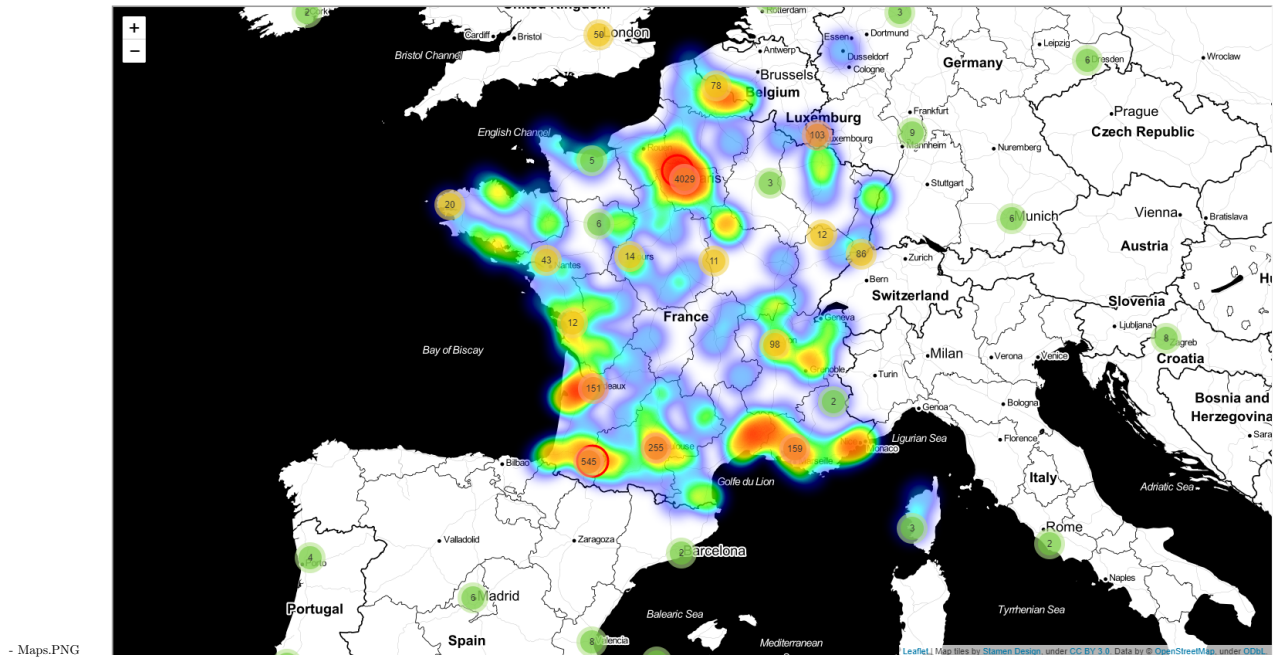 +
−
2
Cork
United Kingdom
50
London
Cardiff
Bristol
Bristol Channel
Rotterdam
3
Essen
Dortmund
Dusseldorf
Cologne
Antwerp
Brussels
Belgium
Germany
Leipzig
6
Dresden
Wroclaw
78
Luxemburg
103
Luxembourg
Frankfurt
9
Mannheim
Nuremberg
Prague
Czech Republic
English Channel
5
4029
3
Stuttgart
6
Munich
Vienna
Bratislava
Austria
20
6
43
Nantes
14
11
12
86
Zurich
Bern
Switzerland
Slovenia
Ljubljana
8
Zagreb
Croatia
France
Geneva
12
98
Grenoble
Milan
Verona
Venice
Turin
Bay of Biscay
151
2
Genoa
Bologna
Bosnia and
Herzegovina
Sara
Florence
Ligurian Sea
Monaco
545
255
159
Bilbao
Golfe du Lion
Italy
Adriatic Sea
3
Rome
2
Valladolid
Zaragoza
2
Barcelona
4
Porto
Naples
6
Madrid
Portugal
Spain
8
Valencia
Balearic Sea
Tyrrhenian Sea
Mediterranean
- Maps.PNG
Leaflet | Map tiles by Stamen Design, under CC BY 3.0. Data by © OpenStreetMap, under ODbL.